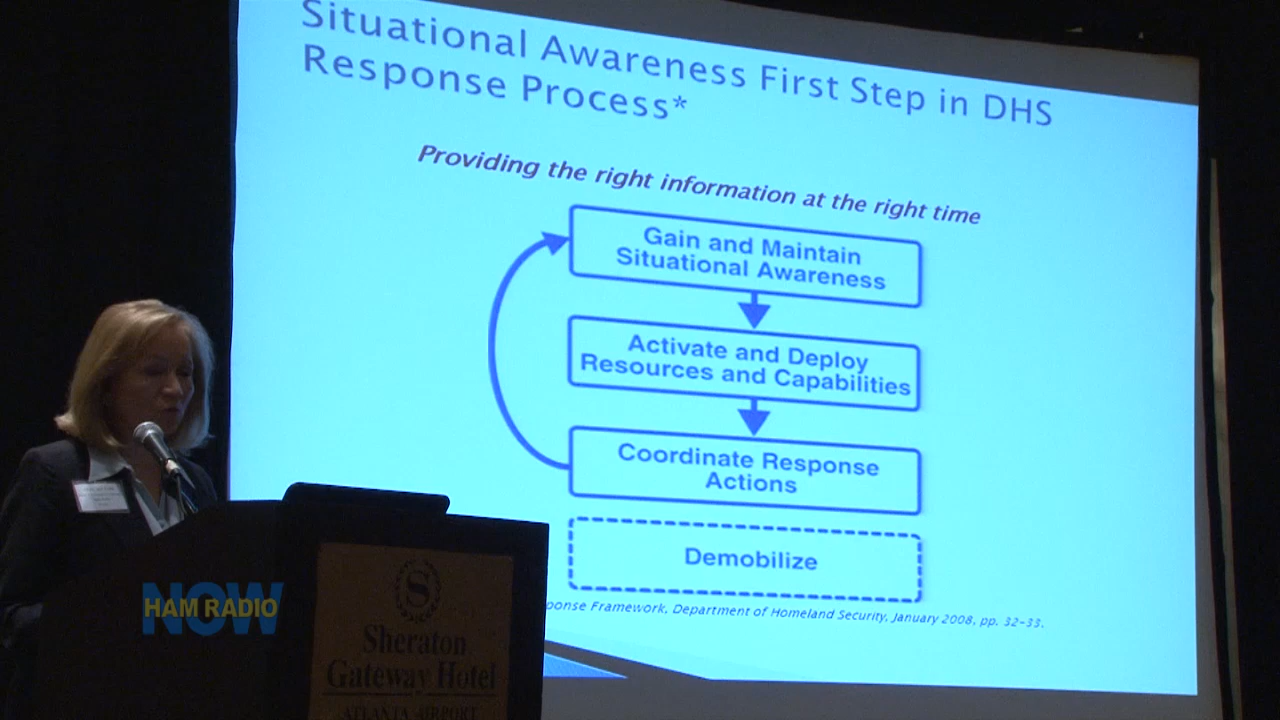 Situational Awareness First Step in DHS
Response Process*
Providing the right information at the right time
Gain and Maintain
Situational Awareness
Activate and Deploy
Resources and Capabilities
Coordinate Response
Actions
Demobilize
ponse Framework, Department of Homeland Security, January 2008, pp. 32-33.
NOW
HAM RADIO
S
Sheraton
Gateway Hotel
ATLANTA AIRPORT